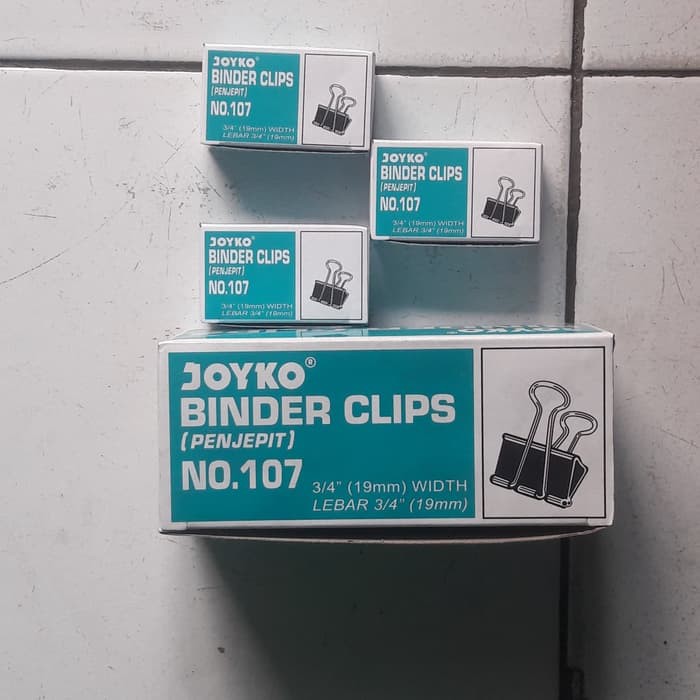 JOYKO®
BINDER CLIPS
(PENJEPIT)
NO.107
3/4" (19mm) WIDTH
LEBAR 3/4" (19mm)
JOYKO®
BINDER CLIPS
(PENJEPIT)
NO.107
3/4" (19mm) WIDTH
LEBAR 3/4" (19mm)
JOYKO®
BINDER CLIPS
(PENJEPIT)
NO.107
3/4" (19mm) WIDTH
LEBAR 3/4" (19mm)
JOYKO®
BINDER CLIPS
(PENJEPIT)
NO.107
3/4" (19mm) WIDTH
LEBAR 3/4" (19mm)